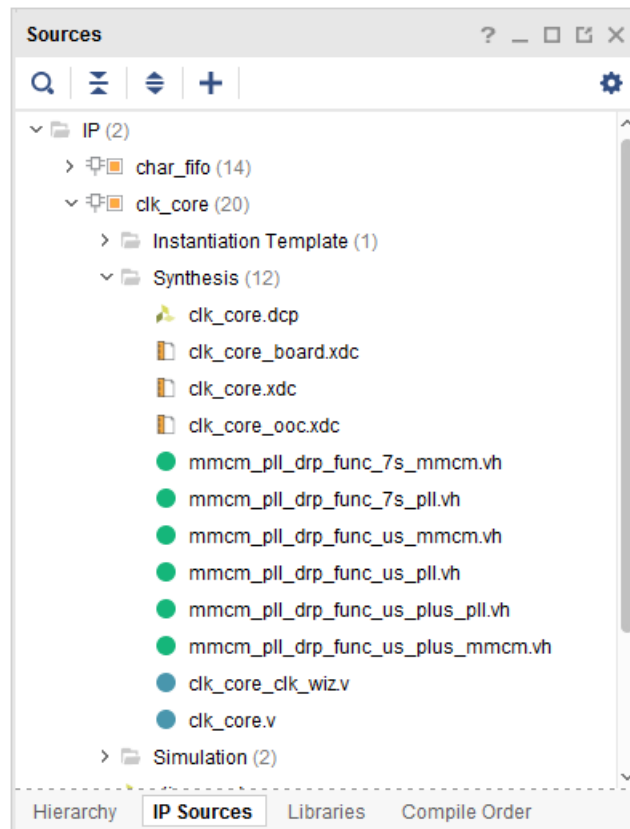 Sources
IP (2)
char_fifo (14)
clk_core (20)
Instantiation Template (1)
Synthesis (12)
clk_core.dcp
clk_core_board.xdc
clk_core.xdc
clk_core_ooc.xdc
mmcm_pll_drp_func_7s_mmcm.vh
mmcm_pll_drp_func_7s_pll.vh
mmcm_pll_drp_func_us_mmcm.vh
mmcm_pll_drp_func_us_pll.vh
mmcm_pll_drp_func_us_plus_pll.vh
mmcm_pll_drp_func_us_plus_mmcm.vh
clk_core_clk_wiz.v
clk_core.v
Simulation (2)
Hierarchy IP Sources Libraries Compile Order